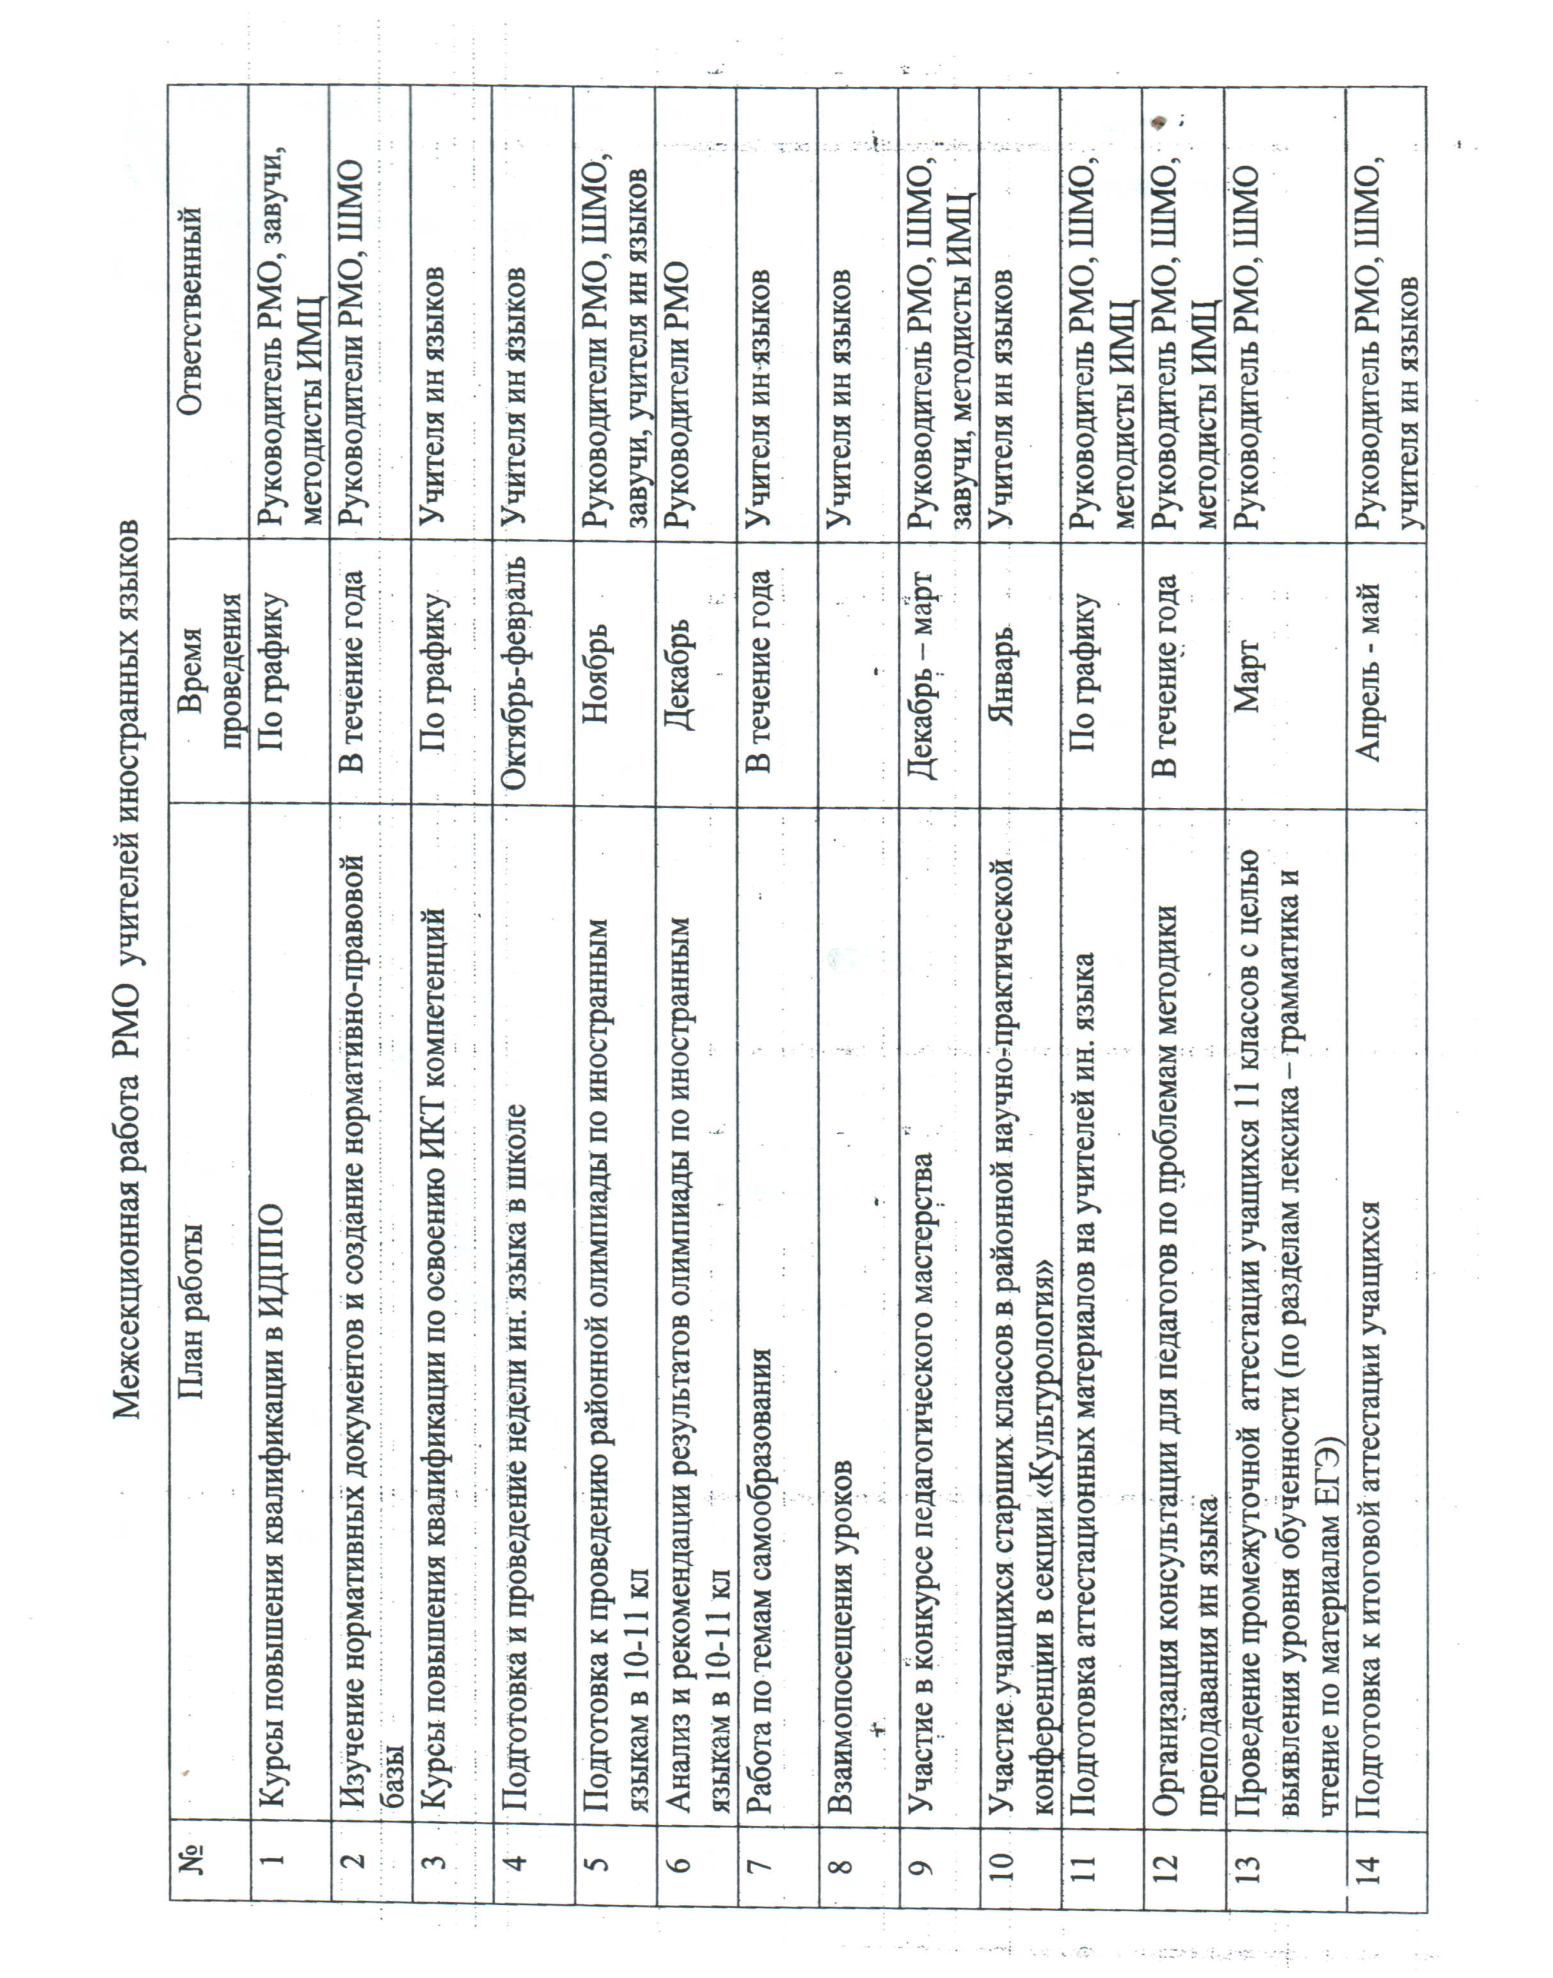 Межсекционная работа РМО учителей иностранных языков
№ План работы Время Ответственный
проведения
1 Курсы повышения квалификации в ИДППО По графику Руководитель РМО, завучи,
методисты ИМЦ
2 Изучение нормативных документов и создание нормативно-правовой В течение года Руководители РМО, ШМО
базы
3 Курсы повышения квалификации по освоению ИКТ компетенций По графику Учителя ин языков
4 Подготовка и проведение недели ин. языка в школе Октябрь-февраль Учителя ин языков
5 Подготовка к проведению районной олимпиады по иностранным Ноябрь Руководители РМО, ШМО,
языкам в 10-11 кл завучи, учителя ин языков
6 Анализ и рекомендации результатов олимпиады по иностранным Декабрь Руководители РМО
языкам в 10-11 кл
7 Работа по темам самообразования В течение года Учителя ин языков
8 Взаимопосещения уроков Учителя ин языков
9 Участие в конкурсе педагогического мастерства Декабрь – март Руководитель РМО, ШМО,
завучи, методисты ИМЦ
10 Участие учащихся старших классов в районной научно-практической Январь Учителя ин языков
конференции в секции «Культурология»
11 Подготовка аттестационных материалов на учителей ин. языка По графику Руководитель РМО, ШМО,
методисты ИМЦ
12 Организация консультации для педагогов по проблемам методики В течение года Руководитель РМО, ШМО,
преподавания ин языка методисты ИМЦ
13 Проведение промежуточной аттестации учащихся 11 классов с целью Март Руководитель РМО, ШМО
выявления уровня обученности (по разделам лексика – грамматика и
чтение по материалам ЕГЭ)
14 Подготовка к итоговой аттестации учащихся Апрель - май Руководитель РМО, ШМО,
учителя ин языков